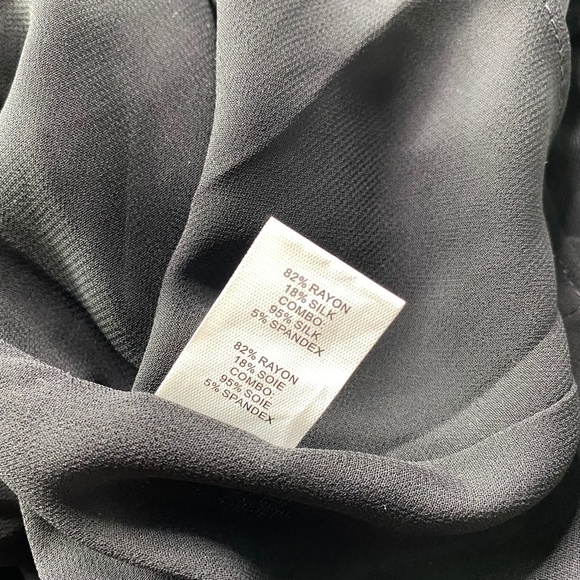 82% RAYON
18% SILK
COMBO:
95% SILK
5% SPANDEX
82% RAYON
18% SOIE
COMBO:
95% SOIE
5% SPANDEX